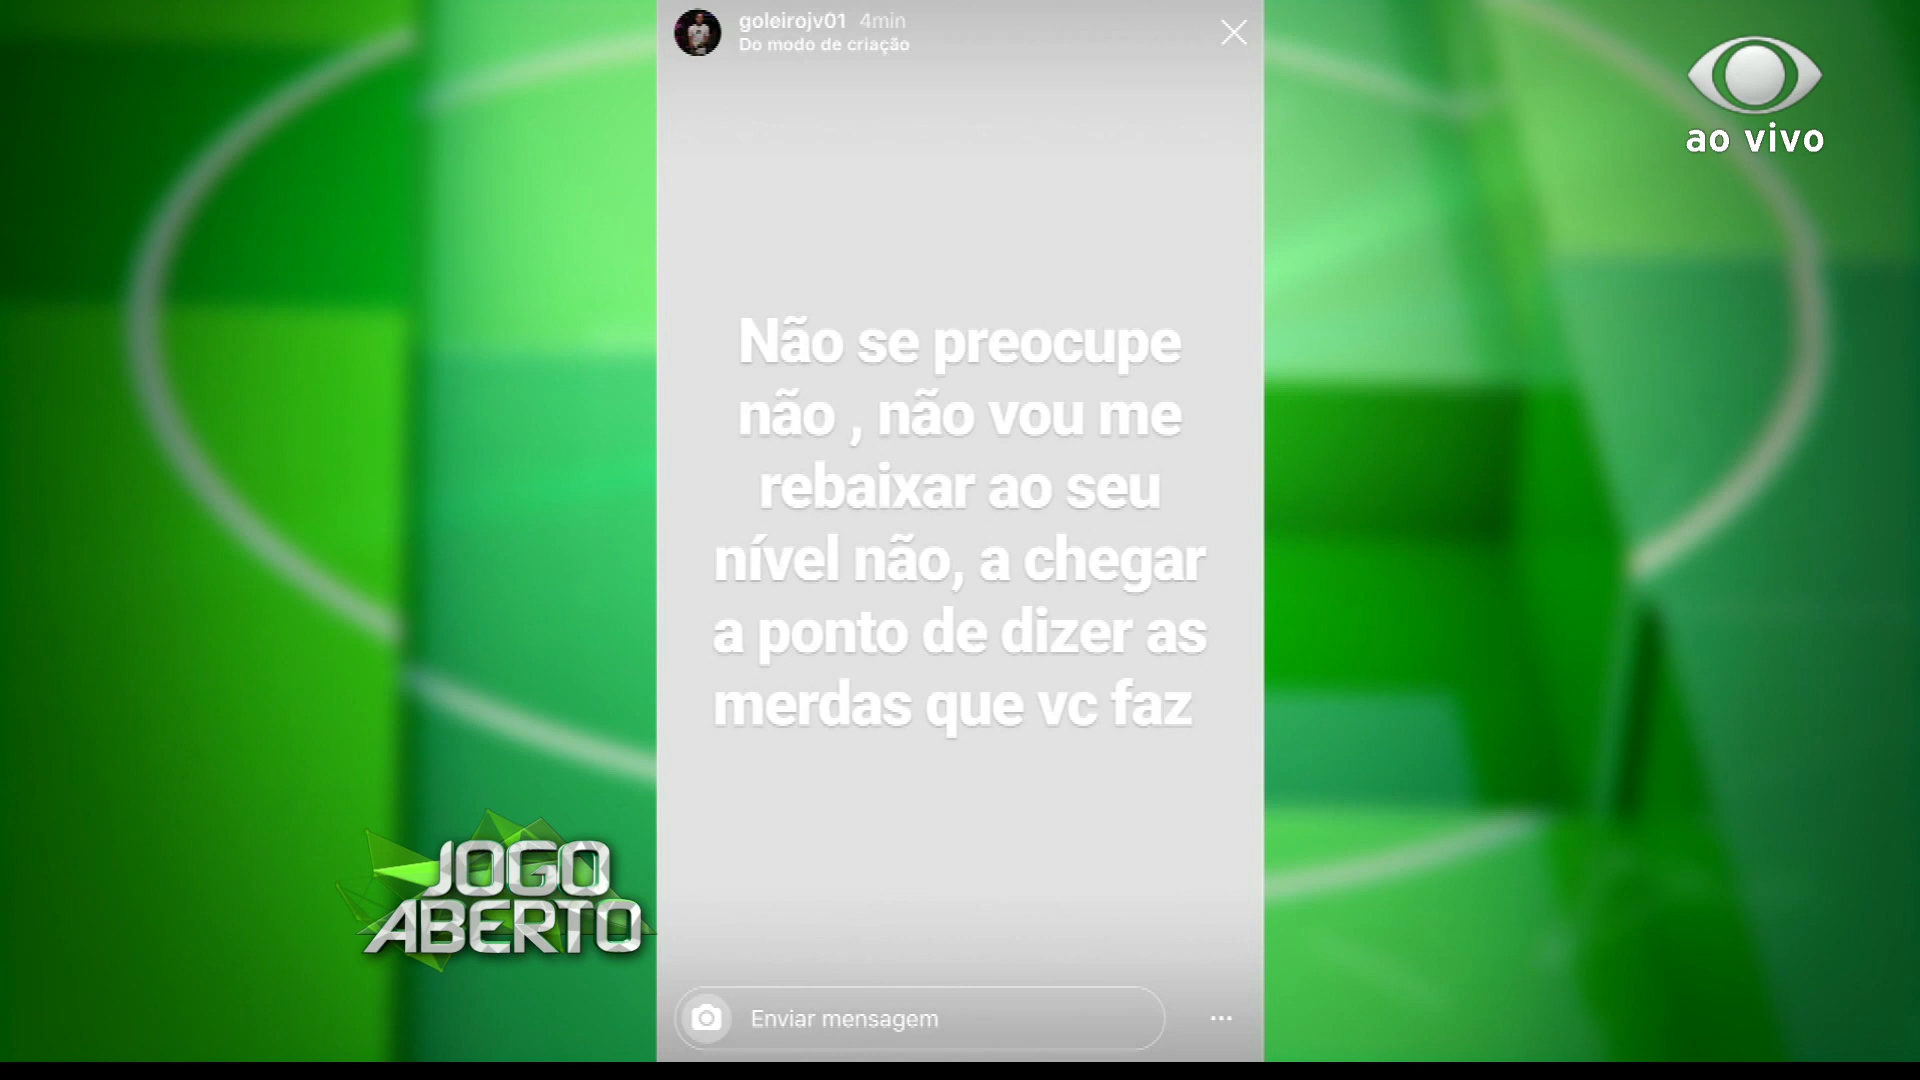 goleirojv01 4min
Do modo de criação
ao vivo
Não se preocupe
não , não vou me
rebaixar ao seu
nível não, a chegar
a ponto de dizer as
merdas que vc faz
JOGO
ABERTO
Enviar mensagem